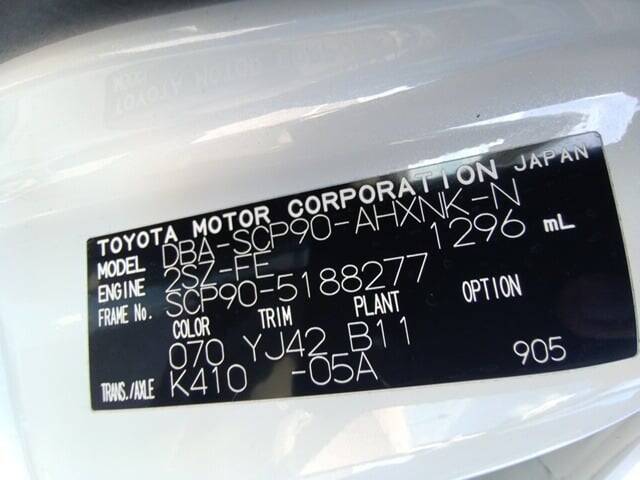 TOYOTA MOTOR CORPORATION JAPAN
MODEL DBA-SCP90-AHXNK-N
ENGINE 2SZ-FE 1296 mL
FRAME No. SCP90-5188277
COLOR TRIM PLANT OPTION
070 YJ42 B11
TRANS./AXLE K410 -05A 905